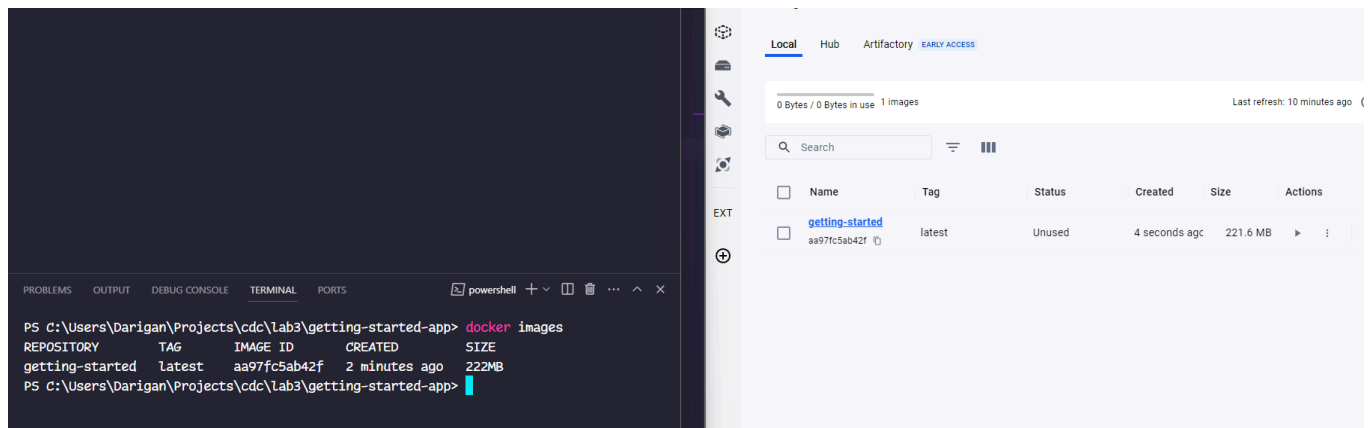 PROBLEMS OUTPUT DEBUG CONSOLE TERMINAL PORTS powershell
PS C:\Users\Darigan\Projects\cdc\lab3\getting-started-app> docker images
REPOSITORY TAG IMAGE ID CREATED SIZE
getting-started latest aa97fc5ab42f 2 minutes ago 222MB
PS C:\Users\Darigan\Projects\cdc\lab3\getting-started-app>
EXT
Local Hub Artifactory EARLY ACCESS
0 Bytes / 0 Bytes in use 1 images Last refresh: 10 minutes ago
Search
Name Tag Status Created Size Actions
getting-started
latest Unused 4 seconds agc 221.6 MB
aa97fc5ab42f